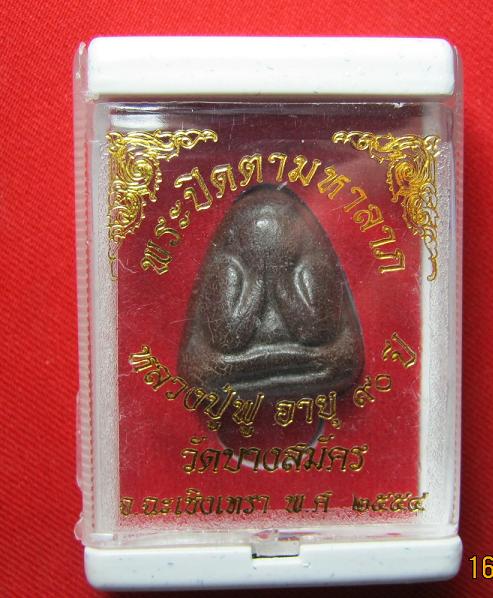 พระปิดตามหาลาภ
หลวงปู่ฟู อายุ ๙๐ ปี
วัดบางสมัคร
จ.ฉะเชิงเทรา พ.ศ ๒๕๕๔
16